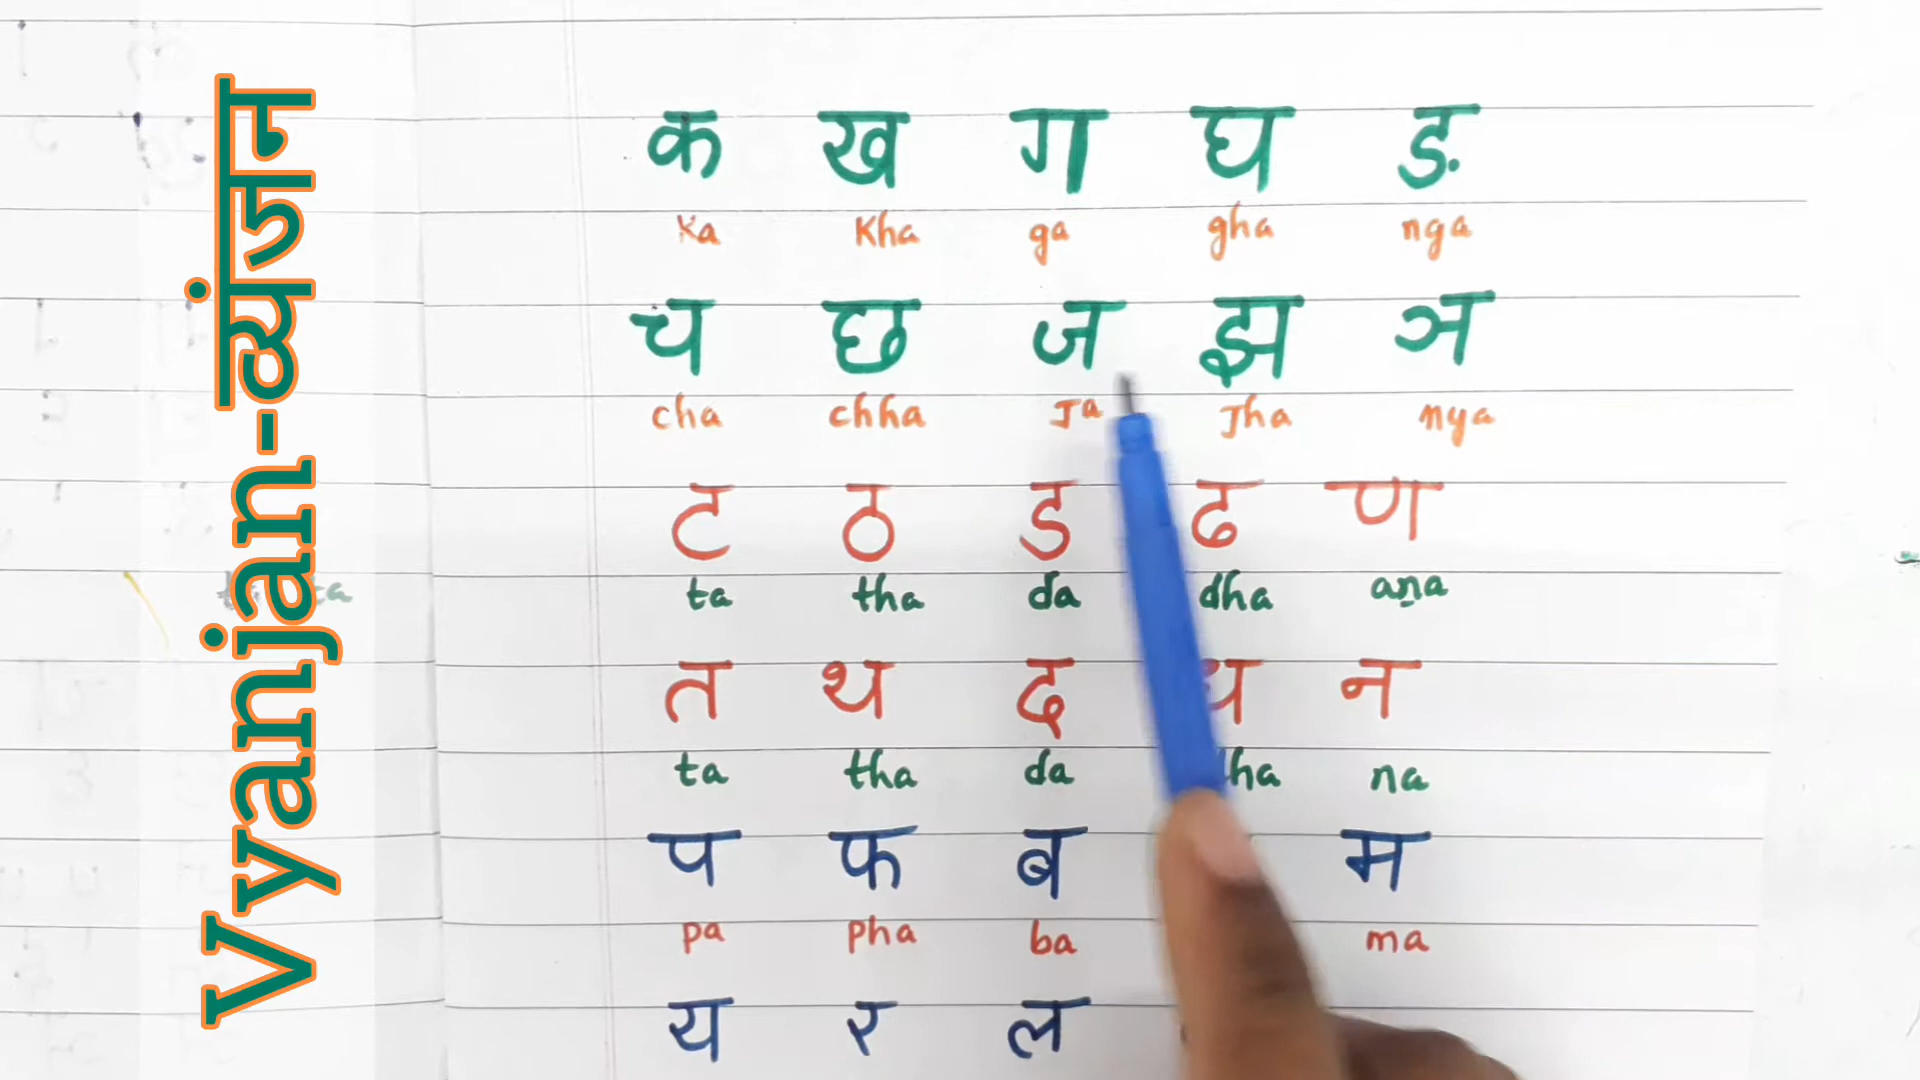 Vyanjan-व्यंजन
क ख ग घ ङ
Ka Kha ga gha nga
च छ ज झ ञ
cha chha Ja Jha nya
ट ठ ड ढ ण
ta tha da dha aṇa
त थ द न
ta tha da na
प फ ब म
pa pha ba ma
य र ल